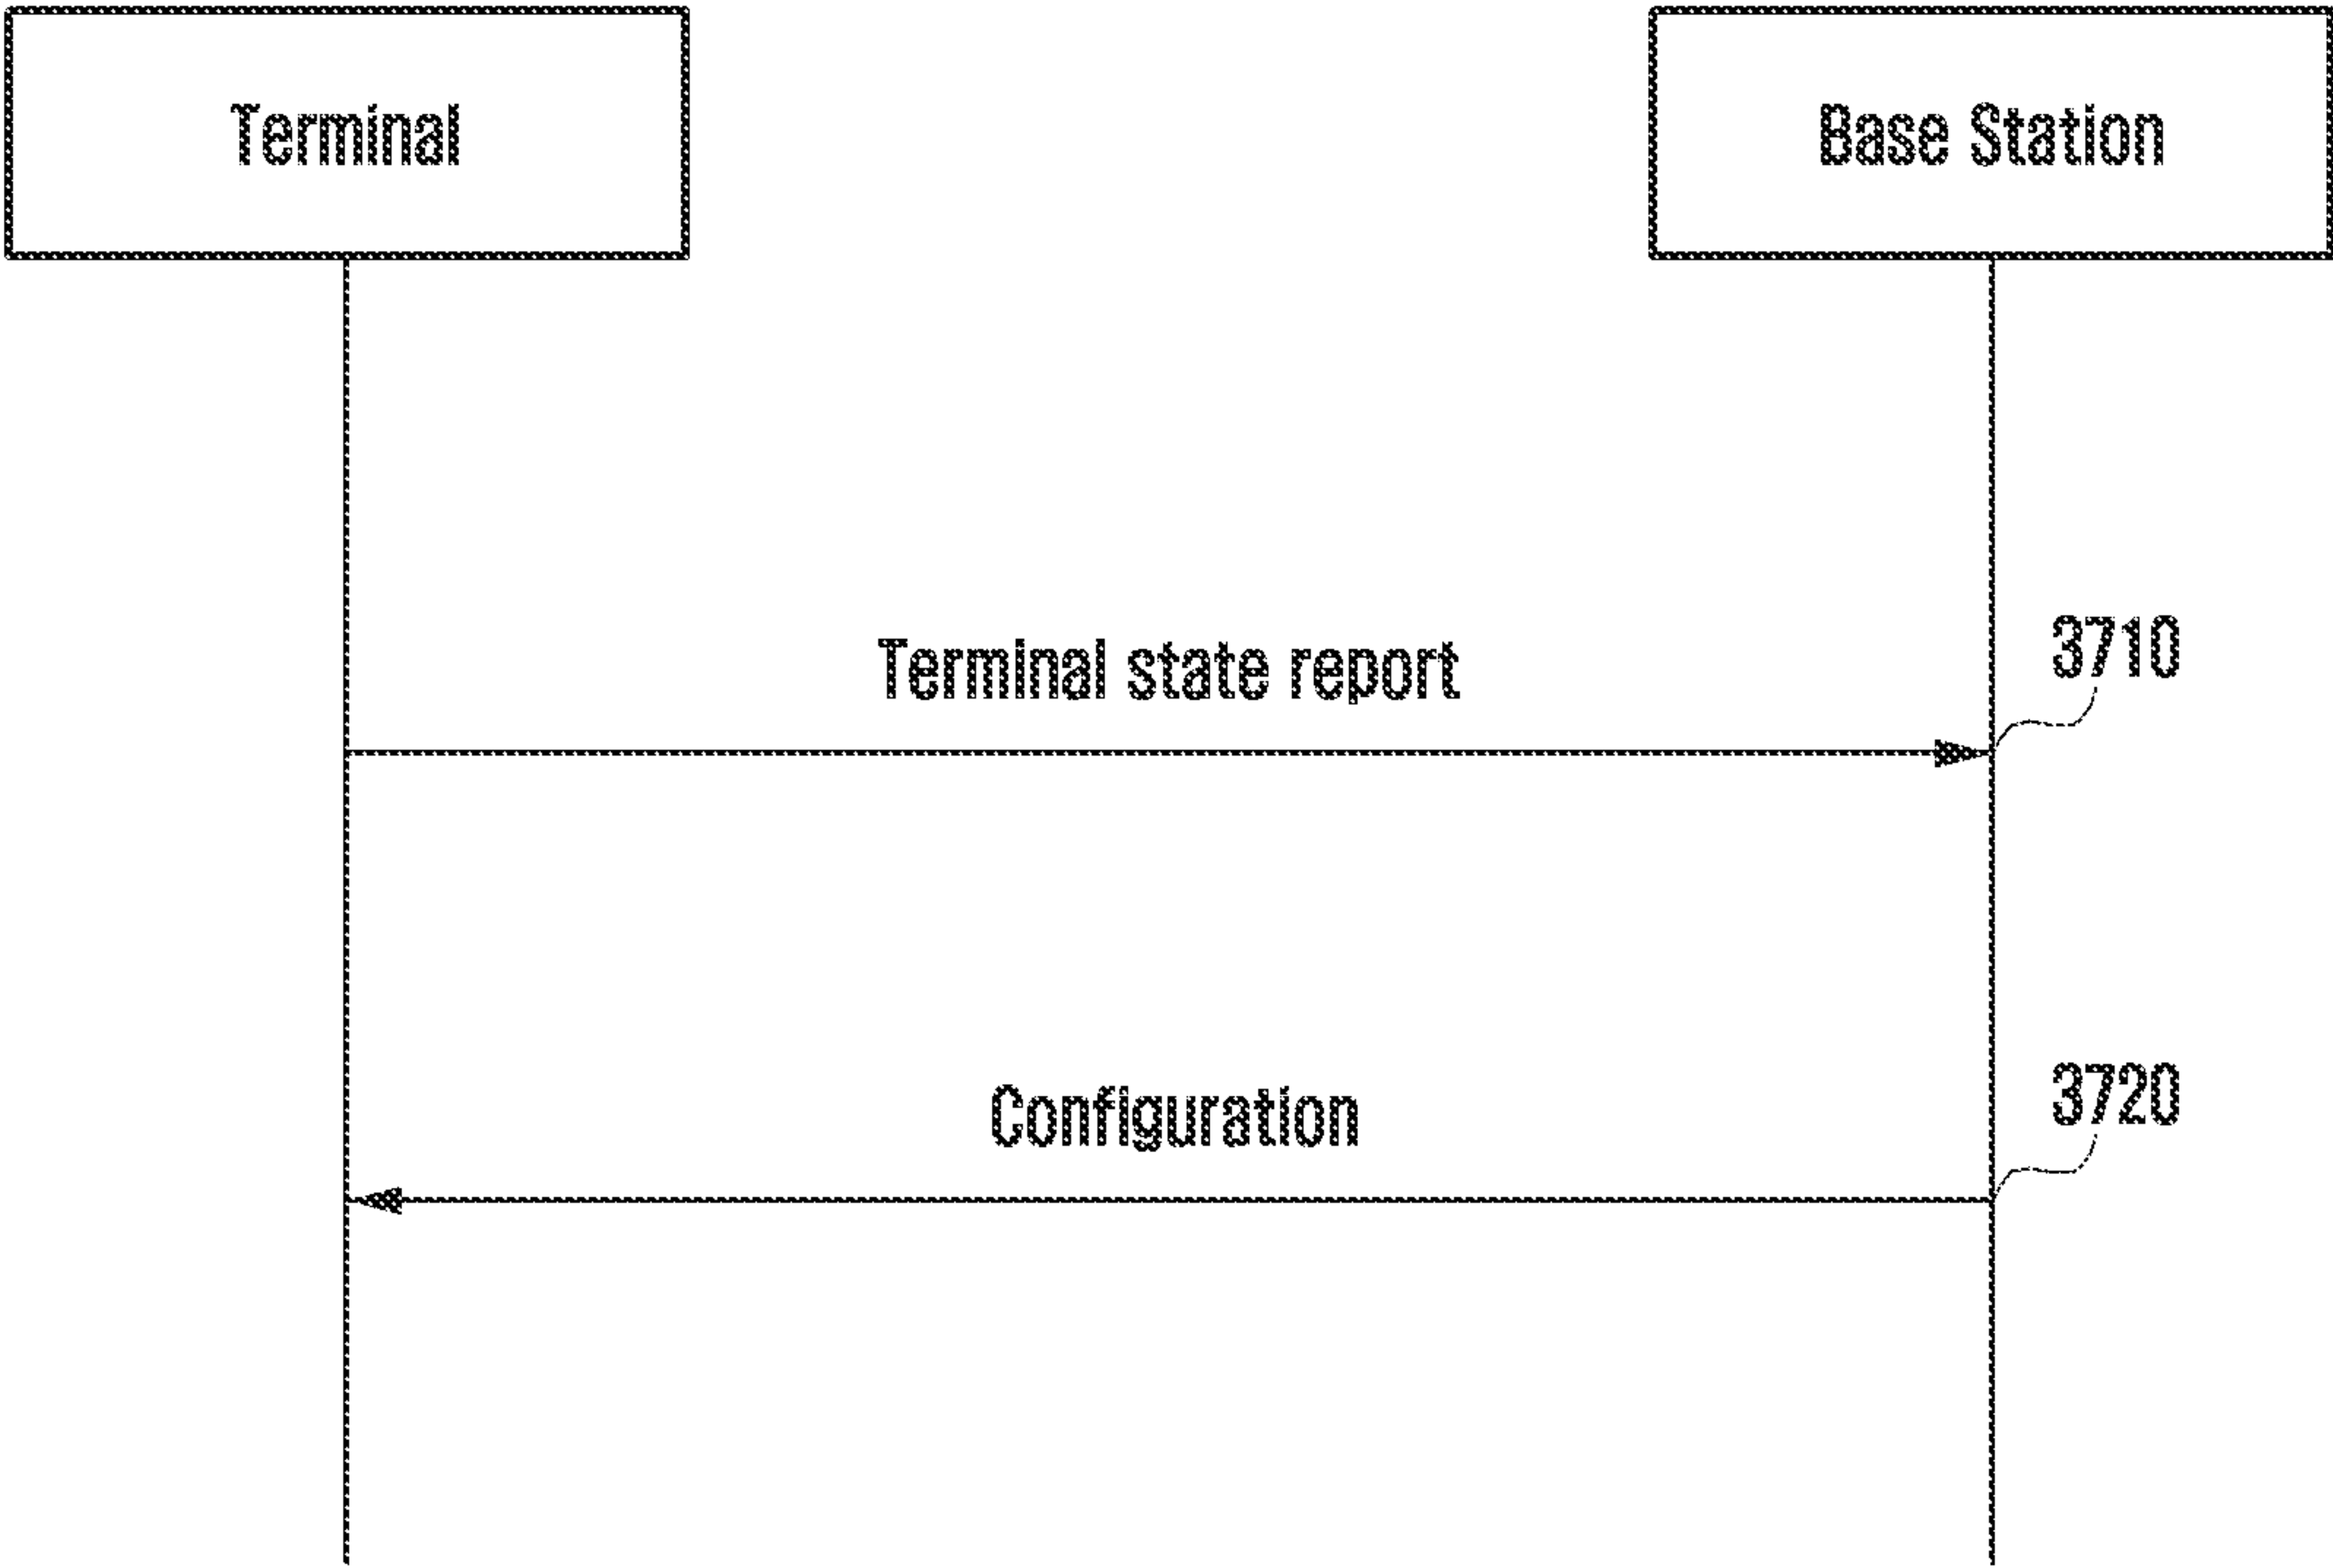 Terminal
Base Station
Terminal state report
3710
Configuration
3720